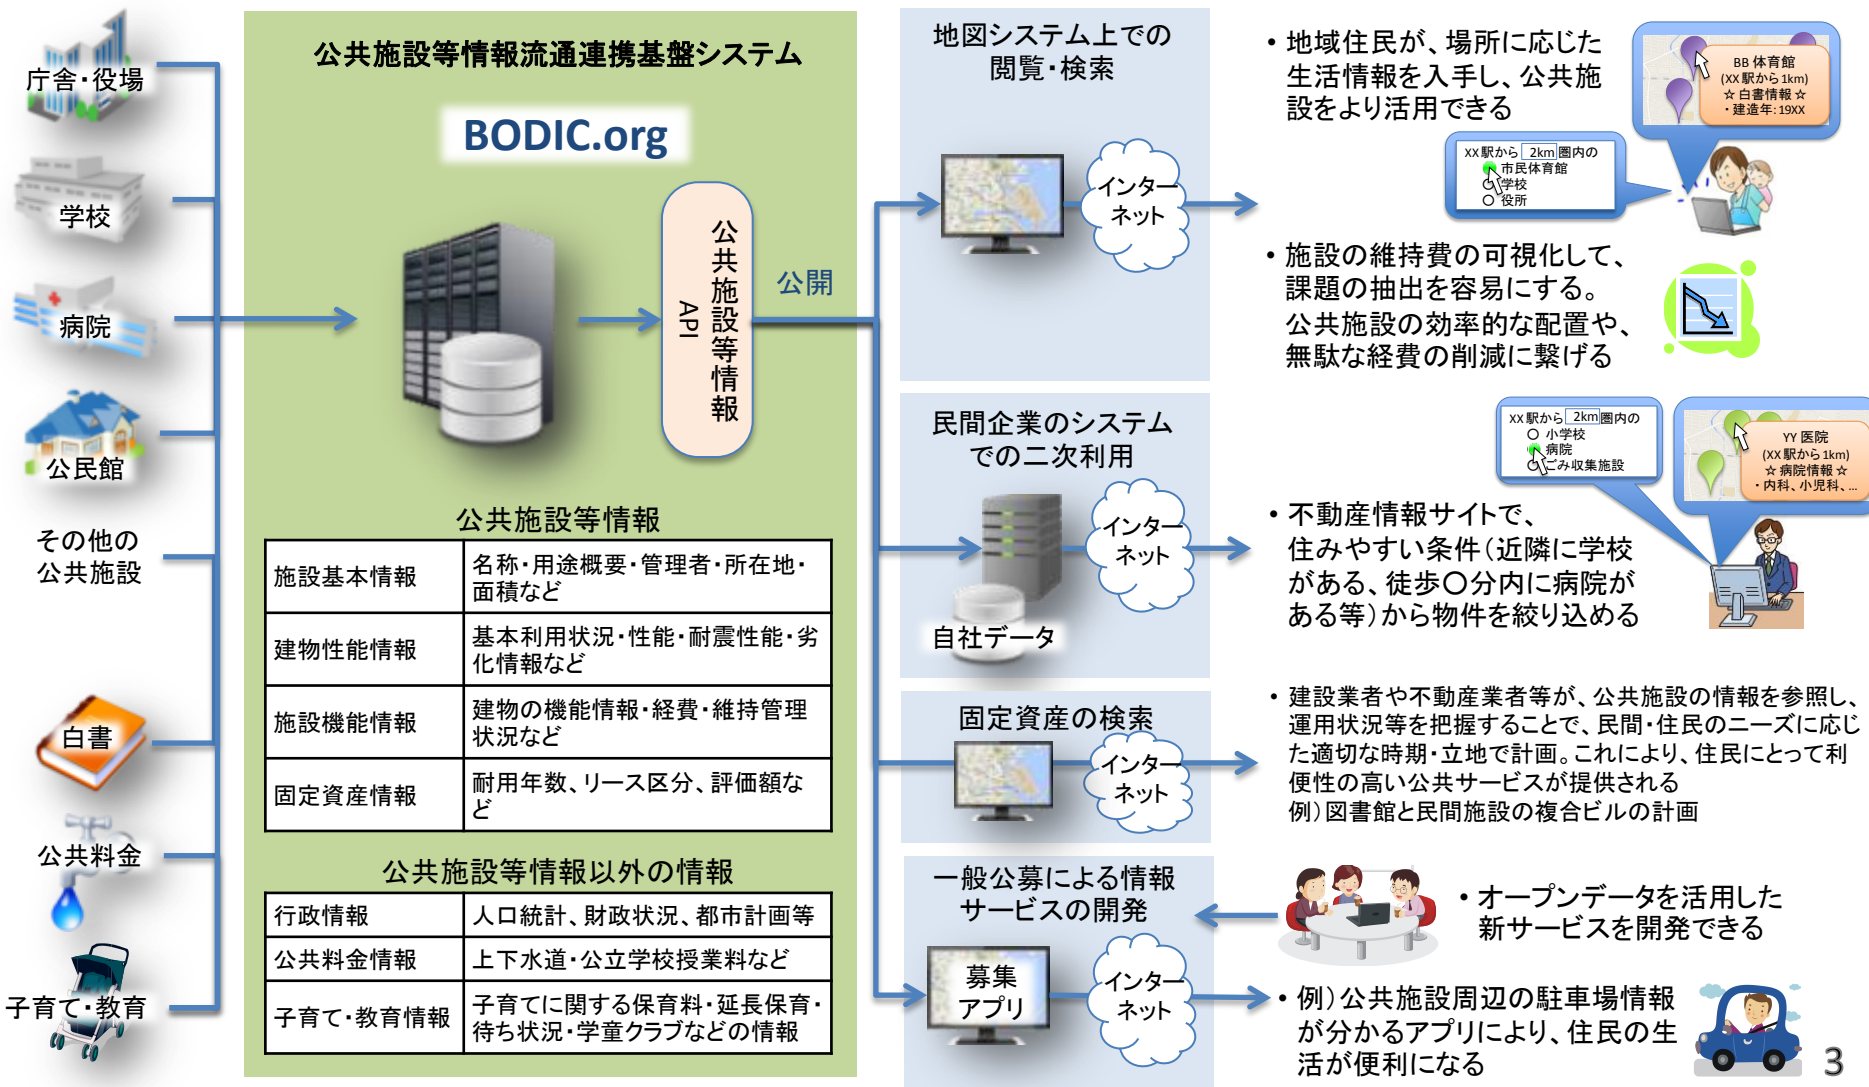 庁舎・役場
学校
病院
公民館
その他の
公共施設
白書
公共料金
子育て・教育
公共施設等情報流通連携基盤システム
BODIC.org
公共施設等情報
API
公開
公共施設等情報
施設基本情報
名称・用途概要・管理者・所在地・
面積など
建物性能情報
基本利用状況・性能・耐震性能・劣
化情報など
施設機能情報
建物の機能情報・経費・維持管理
状況など
固定資産情報
耐用年数、リース区分、評価額な
ど
公共施設等情報以外の情報
行政情報
人口統計、財政状況、都市計画等
公共料金情報
上下水道・公立学校授業料など
子育て・教育情報
子育てに関する保育料・延長保育・
待ち状況・学童クラブなどの情報
地図システム上での
閲覧・検索
インター
ネット
民間企業のシステム
での二次利用
インター
ネット
自社データ
固定資産の検索
インター
ネット
一般公募による情報
サービスの開発
募集
アプリ
インター
ネット
・地域住民が、場所に応じた
生活情報を入手し、公共施
設をより活用できる
BB 体育館
(XX 駅から1km)
☆ 白書情報 ☆
・建造年: 19XX
XX 駅から 2km 圏内の
市民体育館
学校
○ 役所
・施設の維持費の可視化して、
課題の抽出を容易にする。
公共施設の効率的な配置や、
無駄な経費の削減に繋げる
XX 駅から 2km 圏内の
○ 小学校
病院
ごみ収集施設
YY 医院
(XX 駅から1km)
☆ 病院情報 ☆
・内科、小児科、...
・不動産情報サイトで、
住みやすい条件（近隣に学校
がある、徒歩〇分内に病院が
ある等）から物件を絞り込める
・建設業者や不動産業者等が、公共施設の情報を参照し、
運用状況等を把握することで、民間・住民のニーズに応じ
た適切な時期・立地で計画。これにより、住民にとって利
便性の高い公共サービスが提供される
例）図書館と民間施設の複合ビルの計画
・オープンデータを活用した
新サービスを開発できる
・例）公共施設周辺の駐車場情報
が分かるアプリにより、住民の生
活が便利になる
3